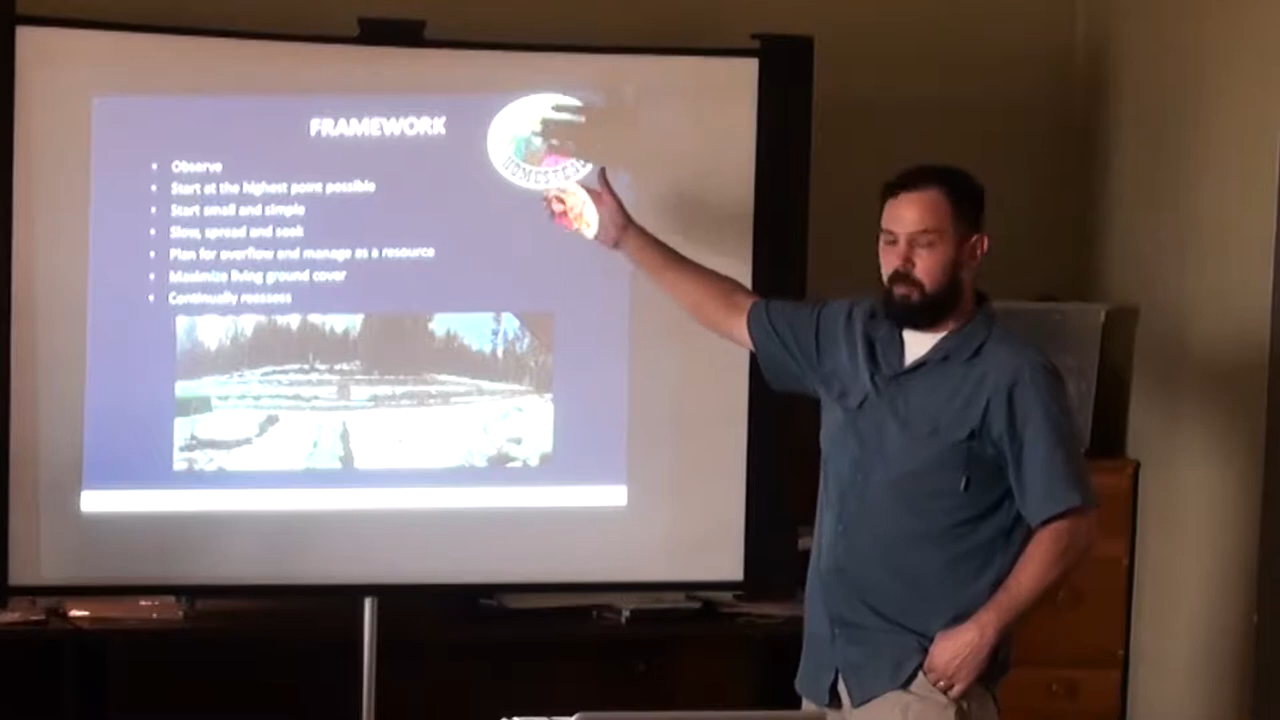 FRAMEWORK
• Observe
• Start at the highest point possible
• Start small and simple
• Slow, spread and soak
• Plan for overflow and manage as a resource
• Maximize living ground cover
• Continually reassess